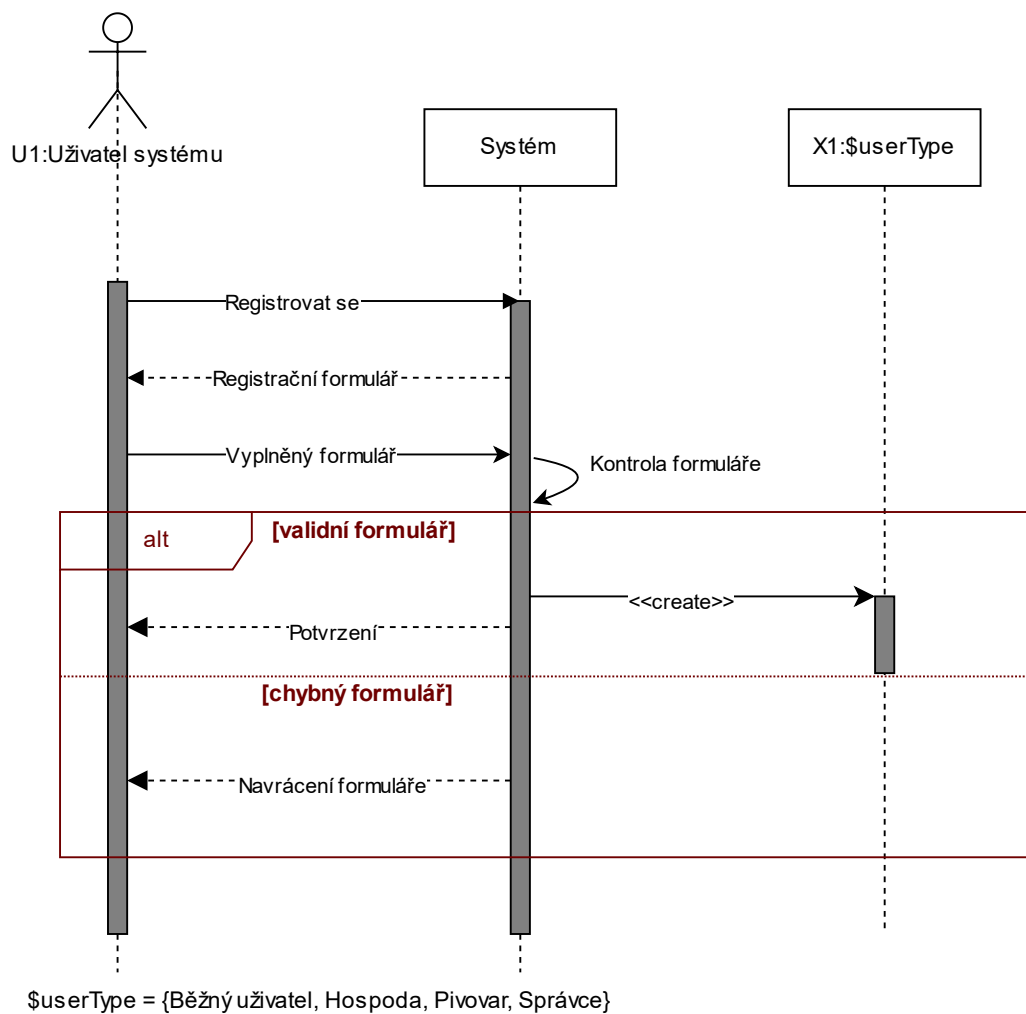 U1:Uživatel systému
Systém
X1:$userType
Registrovat se
Registrační formulář
Vyplněný formulář
Kontrola formuláře
alt
[validní formulář]
<<create>>
Potvrzení
[chybný formulář]
Navrácení formuláře
$userType = {Běžný uživatel, Hospoda, Pivovar, Správce}